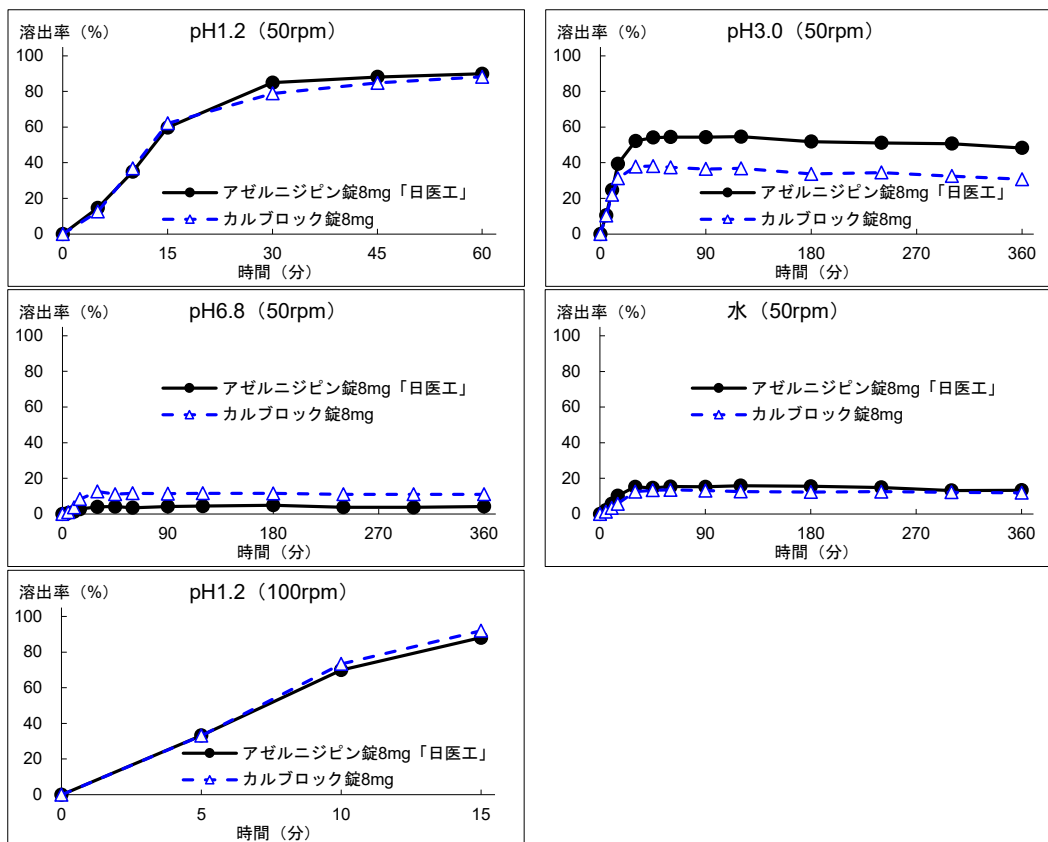 溶出率（%）
pH1.2（50rpm）
100
80
60
40
20
0
アゼルニジピン錠8mg「日医工」
カルブロック錠8mg
0 15 30 45 60
時間（分）
溶出率（%）
pH3.0（50rpm）
100
80
60
40
20
0
アゼルニジピン錠8mg「日医工」
カルブロック錠8mg
0 90 180 270 360
時間（分）
溶出率（%）
pH6.8（50rpm）
100
80
60
40
20
0
アゼルニジピン錠8mg「日医工」
カルブロック錠8mg
0 90 180 270 360
時間（分）
溶出率（%）
水（50rpm）
100
80
60
40
20
0
アゼルニジピン錠8mg「日医工」
カルブロック錠8mg
0 90 180 270 360
時間（分）
溶出率（%）
pH1.2（100rpm）
100
80
60
40
20
0
アゼルニジピン錠8mg「日医工」
カルブロック錠8mg
0 5 10 15
時間（分）